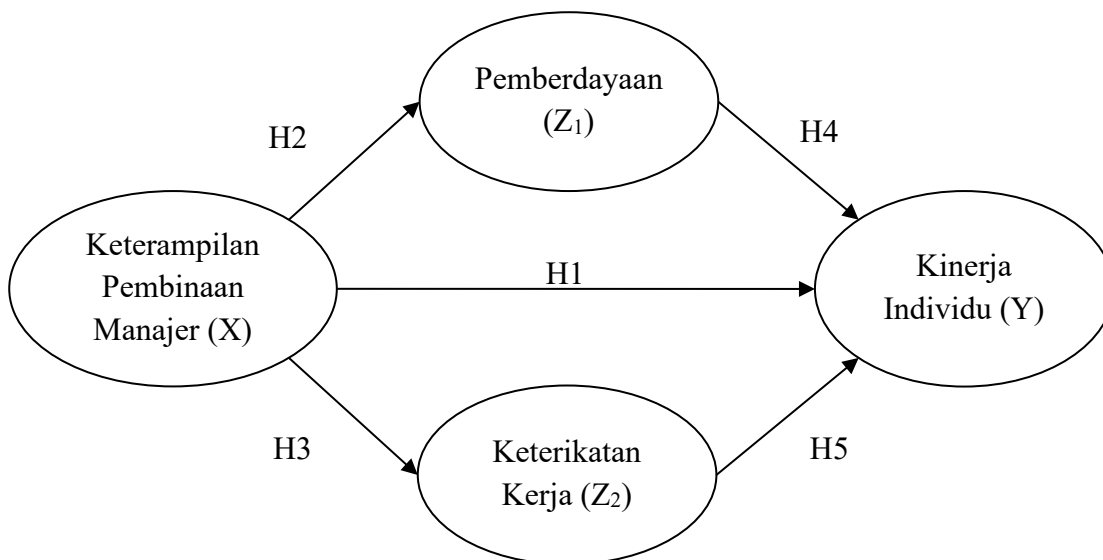 Pemberdayaan
(Z₁)
H2
H4
Keterampilan
Pembinaan
Manajer (X)
H1
Kinerja
Individu (Y)
H3
Keterikatan
Kerja (Z₂)
H5